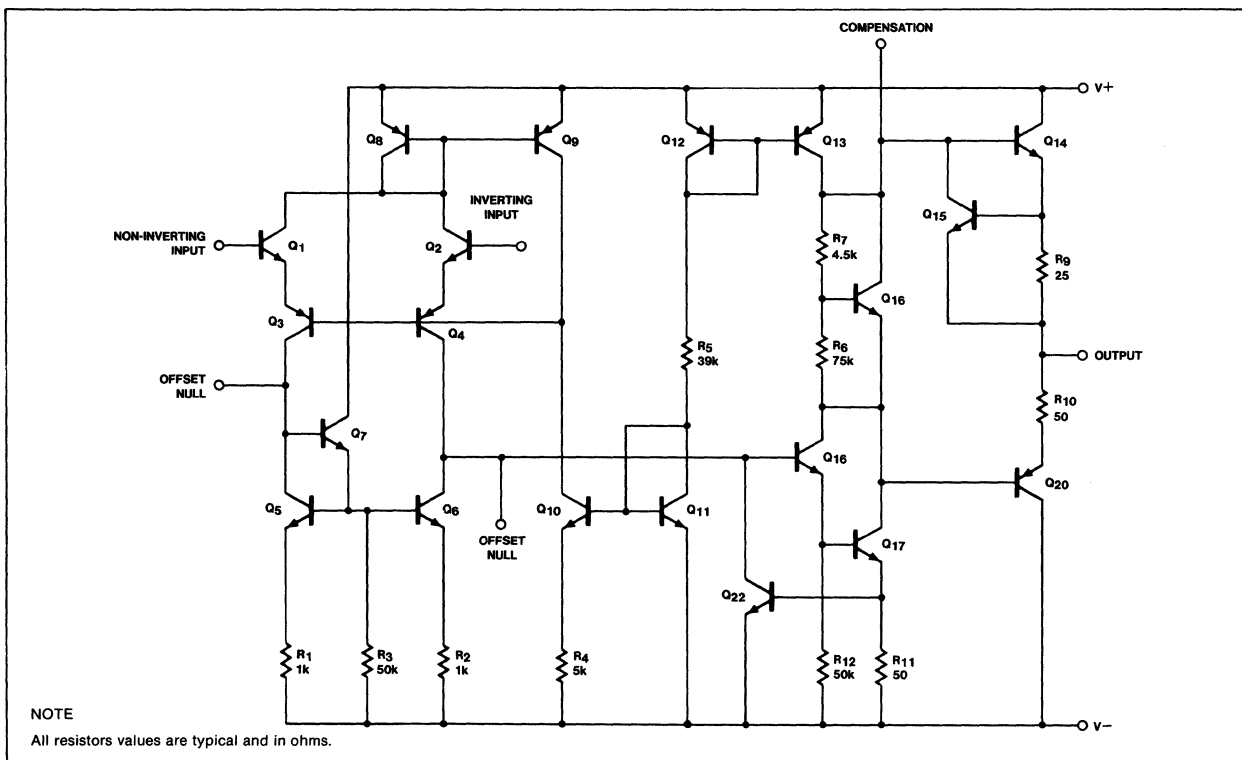 COMPENSATION
V+
Q8
Q9
Q12
Q13
Q14
INVERTING
INPUT
Q15
NON-INVERTING
INPUT
Q1
Q2
R7
4.5k
R9
25
Q16
Q3
Q4
R5
39k
R6
75k
OUTPUT
OFFSET
NULL
R10
50
Q7
Q16
Q20
Q5
Q6
Q10
Q11
OFFSET
NULL
Q17
Q22
R1
1k
R3
50k
R2
1k
R4
5k
R12
50k
R11
50
NOTE
V−
All resistors values are typical and in ohms.